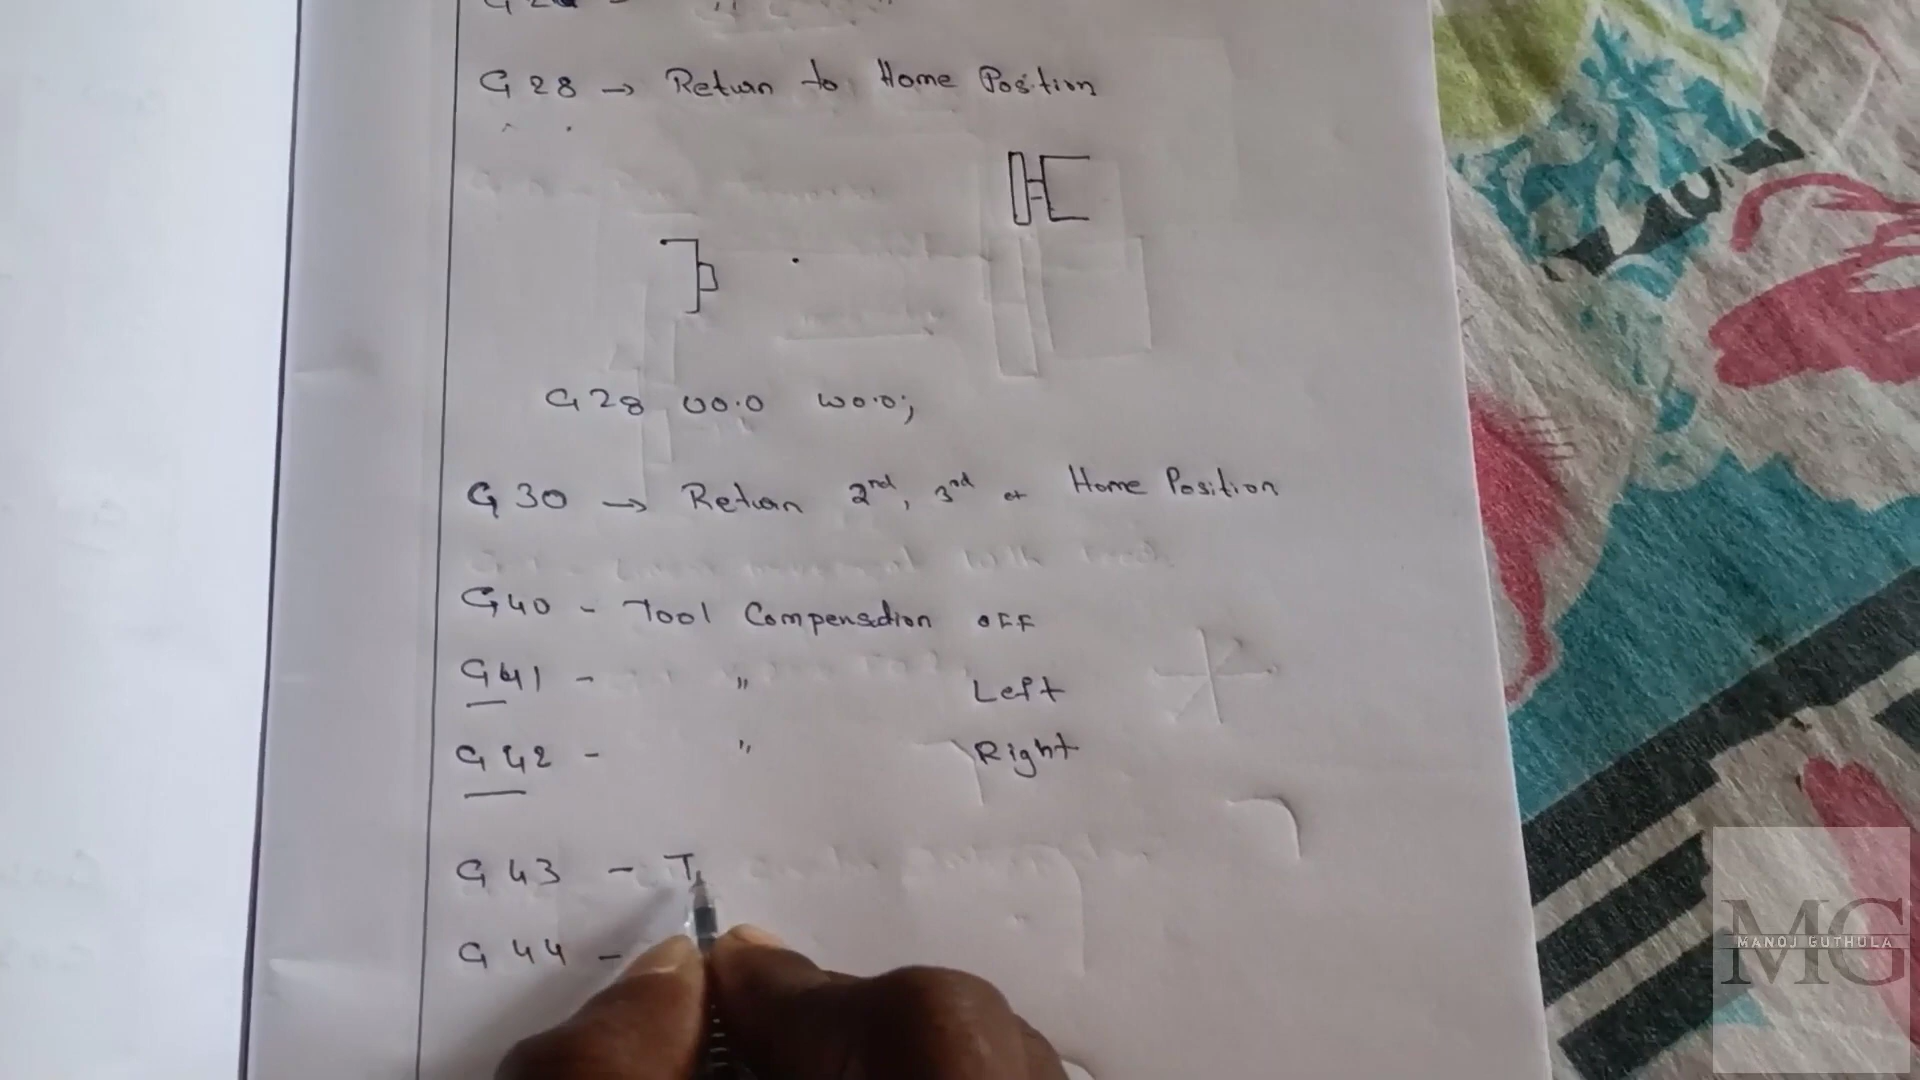 G28 → Return to Home Position
G28 U0.0 W0.0;
G30 → Return 2nd, 3rd or Home Position
G40 - Tool Compensation OFF
G41 - " Left
G42 - " Right
G43 - T
G44 -
MG
MANOJ GUTHULA